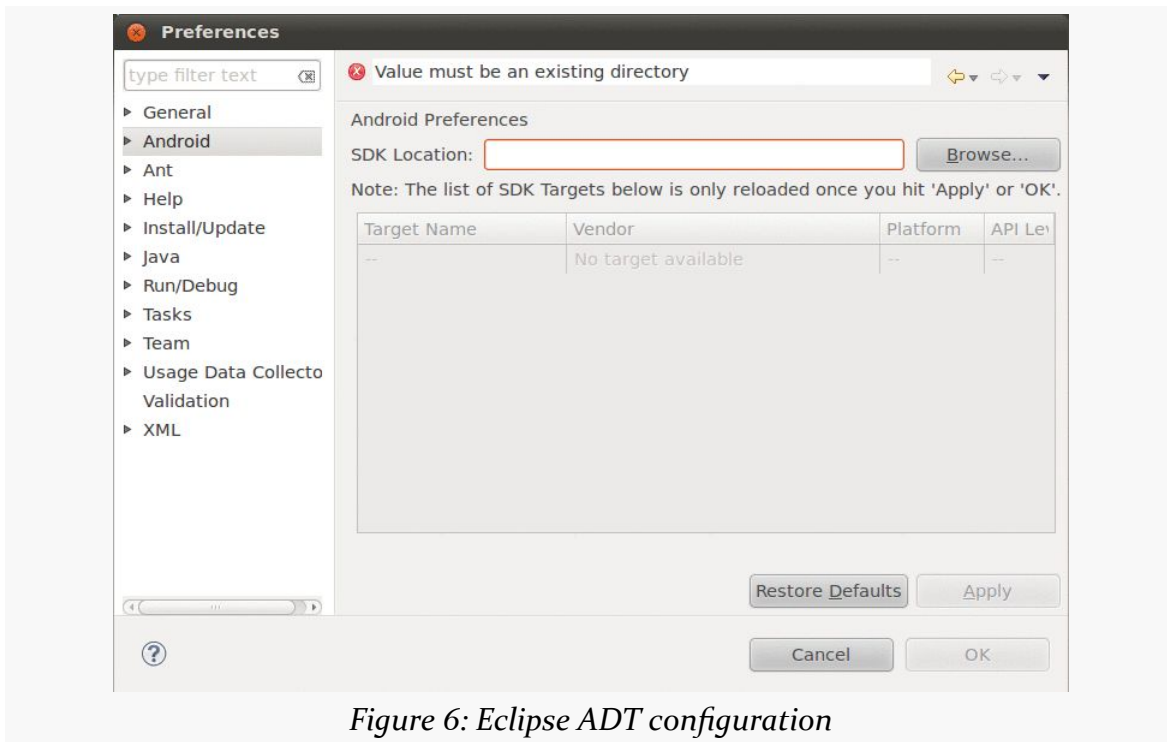 Preferences
type filter text
General
Android
Ant
Help
Install/Update
Java
Run/Debug
Tasks
Team
Usage Data Collecto
Validation
XML
Value must be an existing directory
Android Preferences
SDK Location:
Browse...
Note: The list of SDK Targets below is only reloaded once you hit 'Apply' or 'OK'.
Target Name Vendor Platform API Lev
-- No target available -- --
Restore Defaults Apply
? Cancel OK
Figure 6: Eclipse ADT configuration